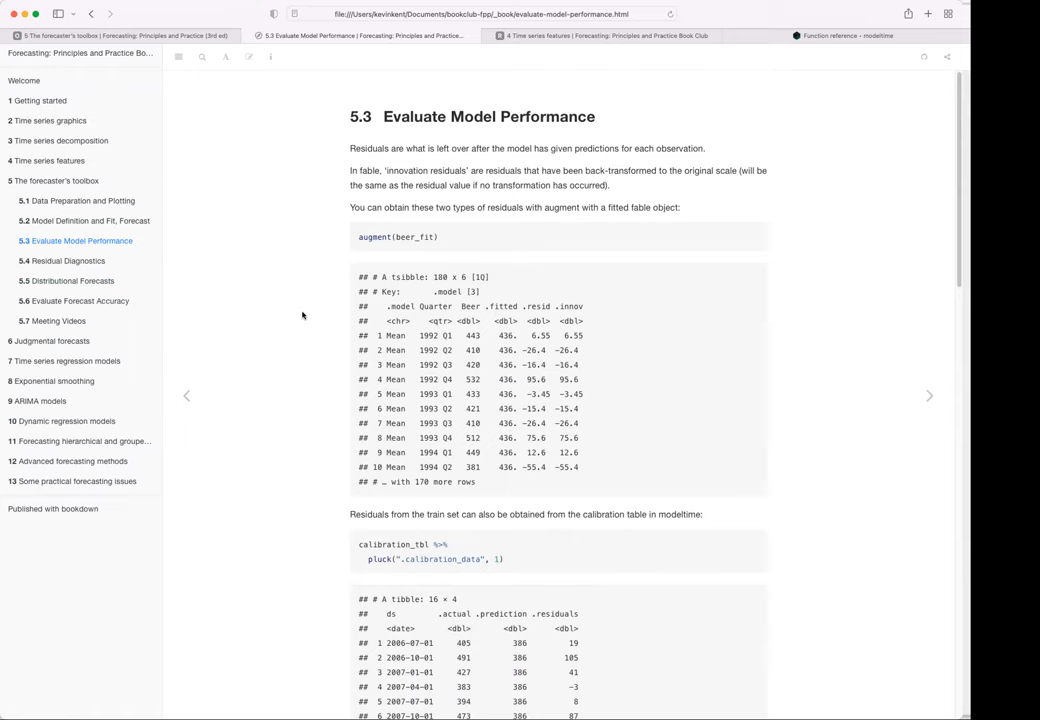 file:///Users/kevinkent/Documents/bookclub-fpp/_book/evaluate-model-performance.html
5 The forecaster's toolbox | Forecasting: Principles and Practice (3rd ed)
5.3 Evaluate Model Performance | Forecasting: Principles and Practice...
4 Time series features | Forecasting: Principles and Practice Book Club
Function reference - modeltime
Forecasting: Principles and Practice Bo...
Welcome
1 Getting started
2 Time series graphics
3 Time series decomposition
4 Time series features
5 The forecaster's toolbox
5.1 Data Preparation and Plotting
5.2 Model Definition and Fit, Forecast
5.3 Evaluate Model Performance
5.4 Residual Diagnostics
5.5 Distributional Forecasts
5.6 Evaluate Forecast Accuracy
5.7 Meeting Videos
6 Judgmental forecasts
7 Time series regression models
8 Exponential smoothing
9 ARIMA models
10 Dynamic regression models
11 Forecasting hierarchical and groupe...
12 Advanced forecasting methods
13 Some practical forecasting issues
Published with bookdown
5.3 Evaluate Model Performance
Residuals are what is left over after the model has given predictions for each observation.
In fable, 'innovation residuals' are residuals that have been back-transformed to the original scale (will be
the same as the residual value if no transformation has occurred).
You can obtain these two types of residuals with augment with a fitted fable object:
augment(beer_fit)
## # A tsibble: 180 x 6 [1Q]
## # Key: .model [3]
## .model Quarter Beer .fitted .resid .innov
## <chr> <qtr> <dbl> <dbl> <dbl> <dbl>
## 1 Mean 1992 Q1 443 436. 6.55 6.55
## 2 Mean 1992 Q2 410 436. -26.4 -26.4
## 3 Mean 1992 Q3 420 436. -16.4 -16.4
## 4 Mean 1992 Q4 532 436. 95.6 95.6
## 5 Mean 1993 Q1 433 436. -3.45 -3.45
## 6 Mean 1993 Q2 421 436. -15.4 -15.4
## 7 Mean 1993 Q3 410 436. -26.4 -26.4
## 8 Mean 1993 Q4 512 436. 75.6 75.6
## 9 Mean 1994 Q1 449 436. 12.6 12.6
## 10 Mean 1994 Q2 381 436. -55.4 -55.4
## # … with 170 more rows
Residuals from the train set can also be obtained from the calibration table in modeltime:
calibration_tbl %>%
pluck(".calibration_data", 1)
## # A tibble: 16 × 4
## ds .actual .prediction .residuals
## <date> <dbl> <dbl> <dbl>
## 1 2006-07-01 405 386 19
## 2 2006-10-01 491 386 105
## 3 2007-01-01 427 386 41
## 4 2007-04-01 383 386 -3
## 5 2007-07-01 394 386 8
## 6 2007-10-01 473 386 87